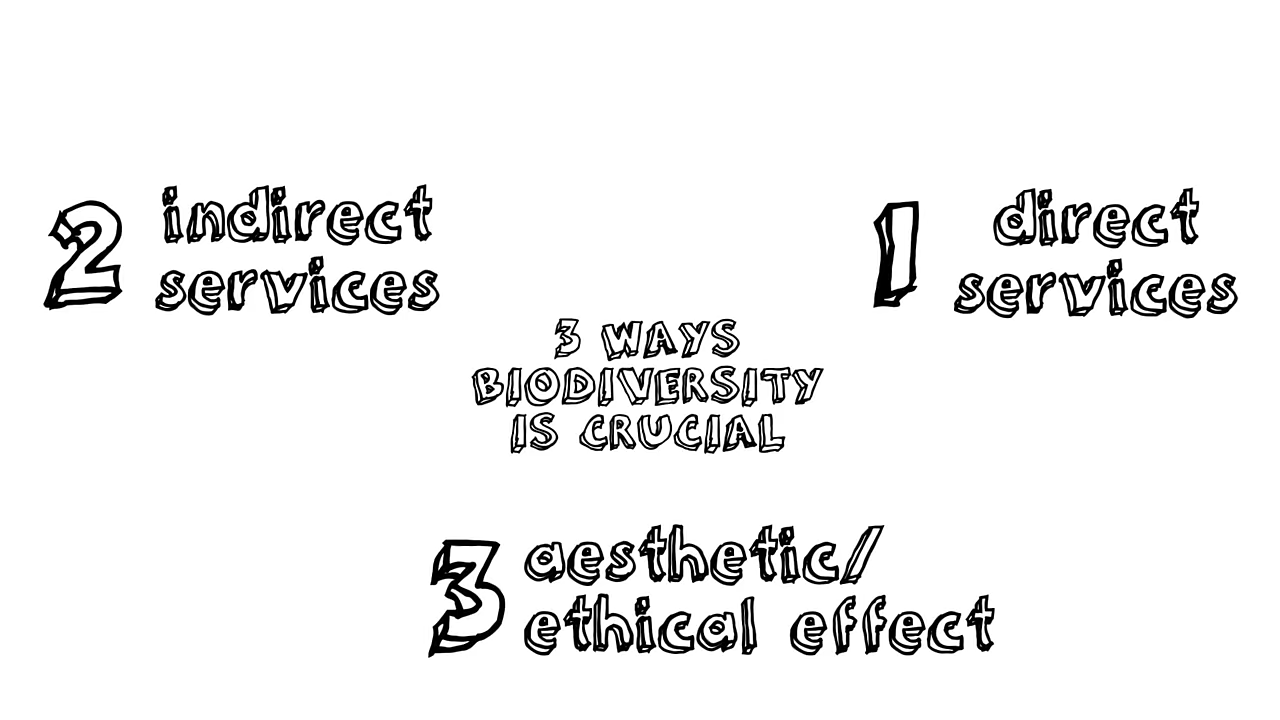 2 indirect
services
1 direct
services
3 WAYS
BIODIVERSITY
IS CRUCIAL
3 aesthetic/
ethical effect